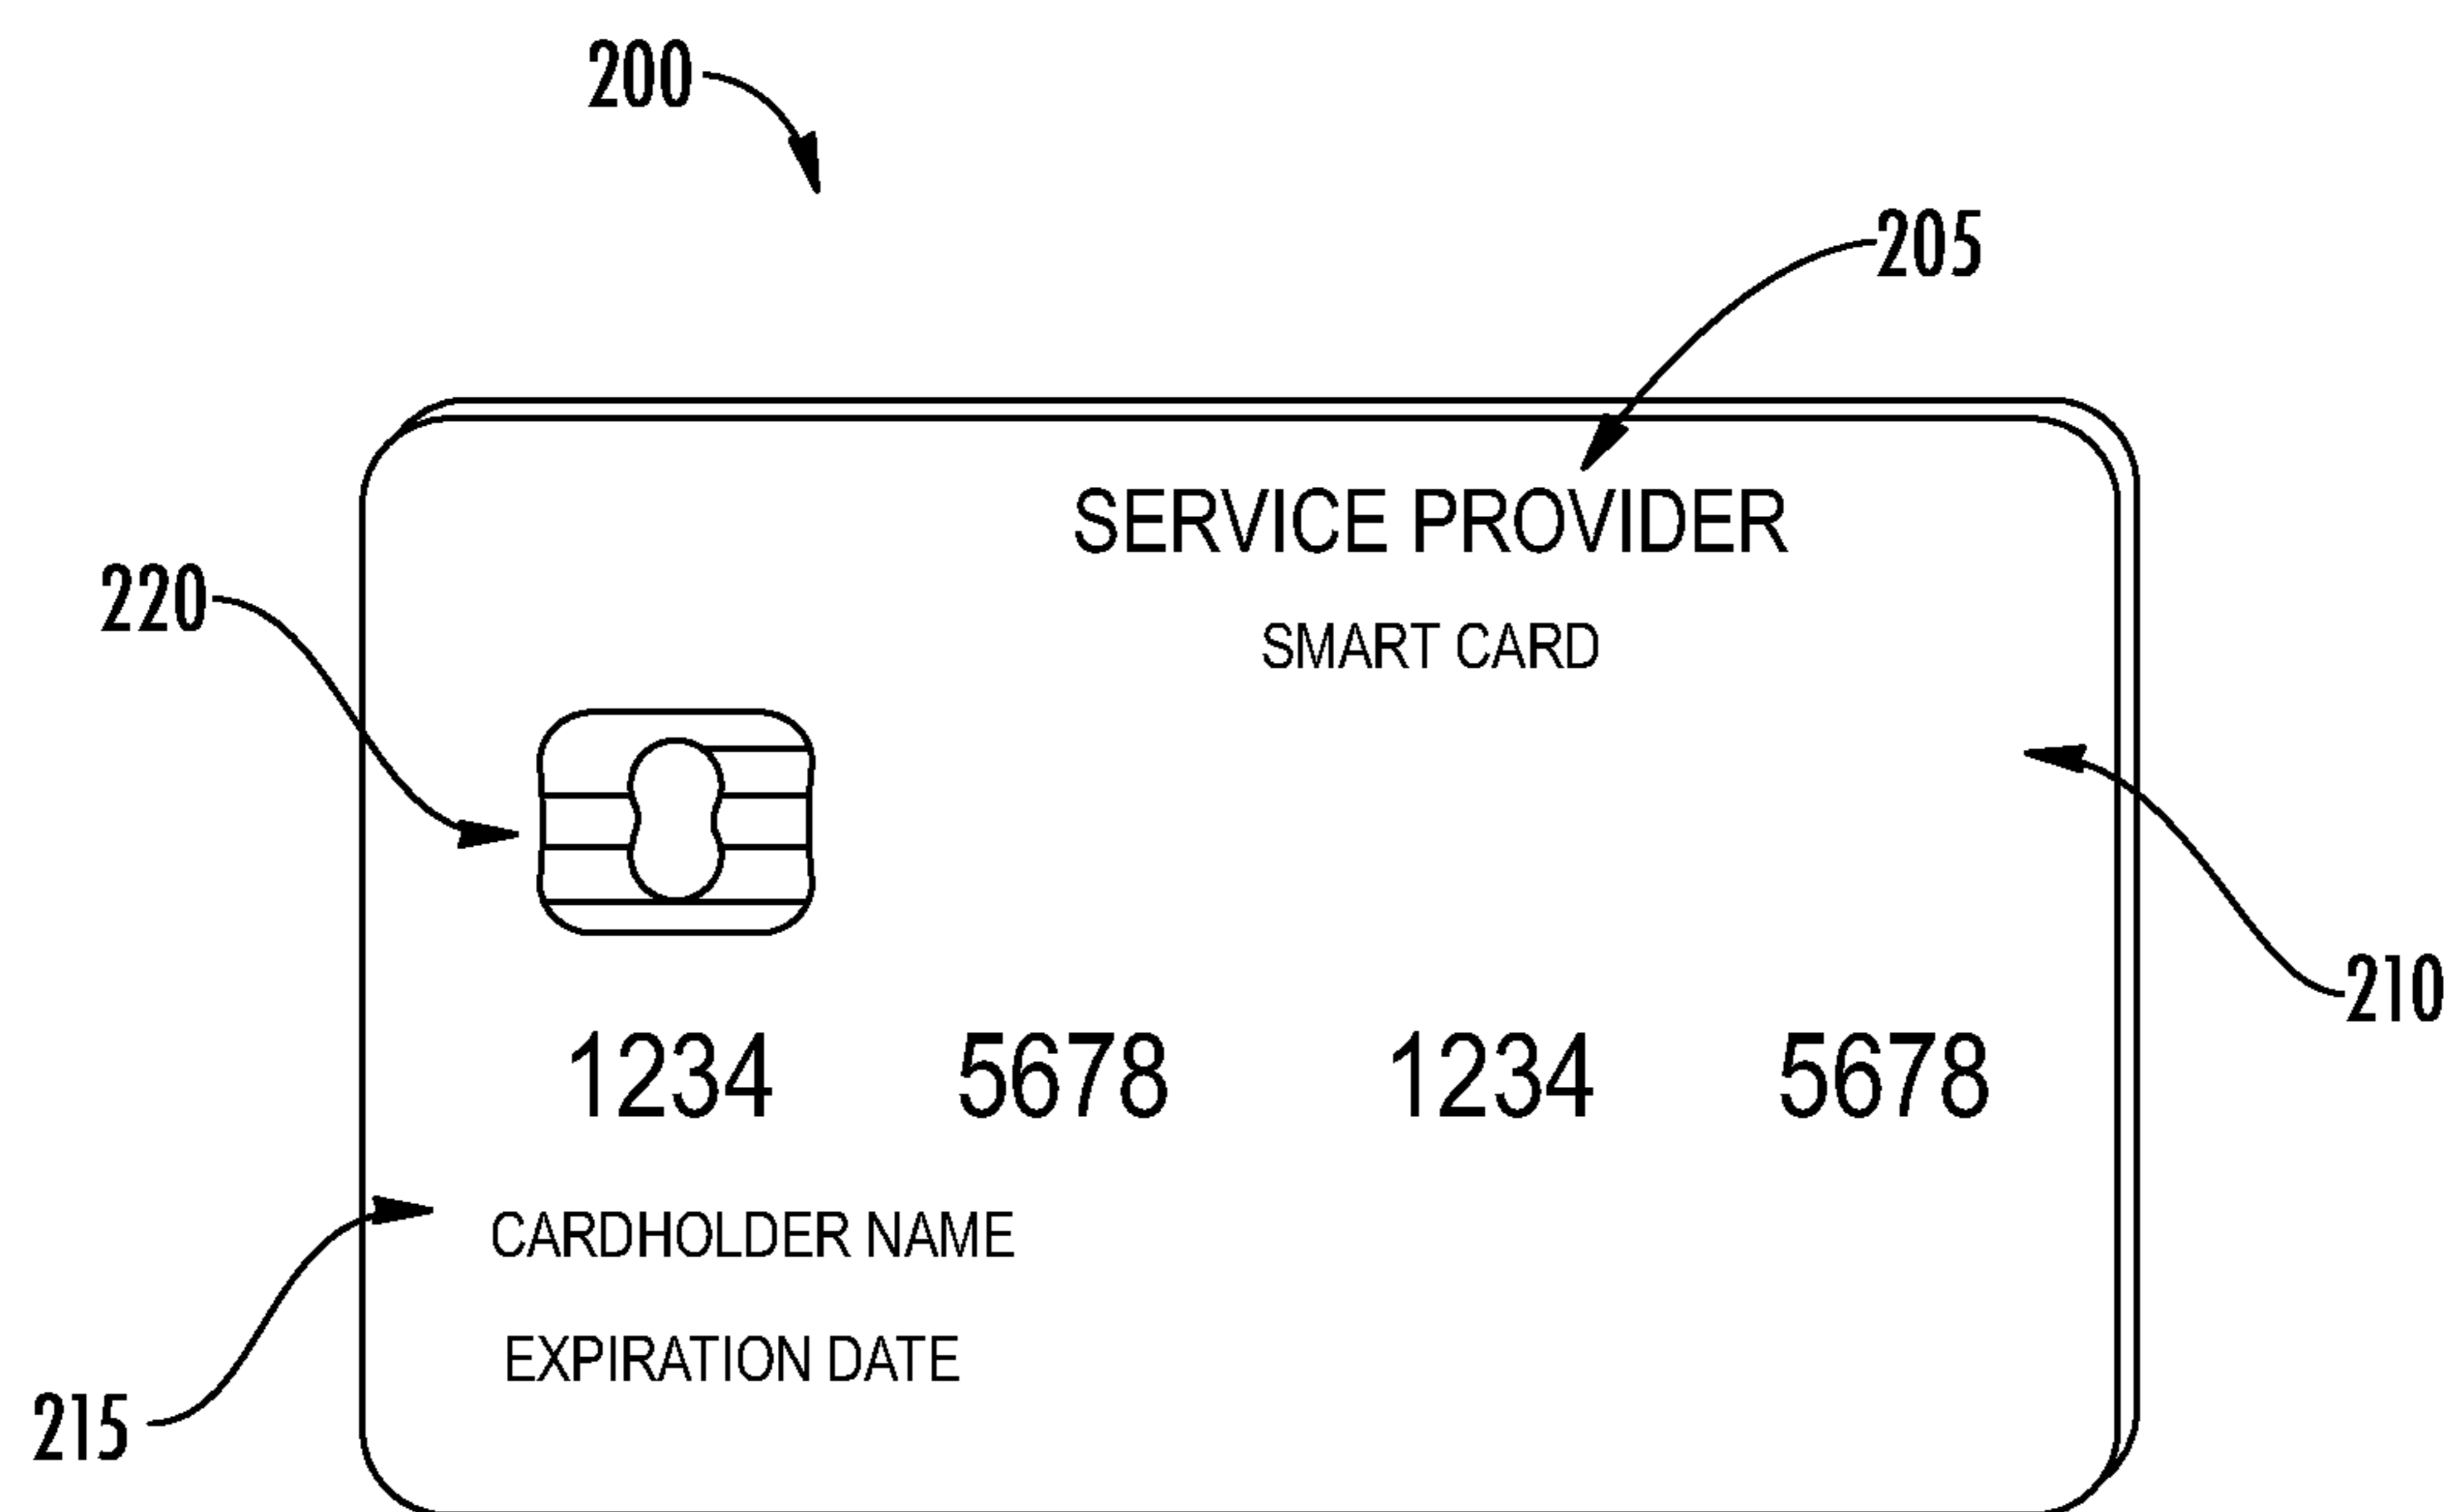 200
205
SERVICE PROVIDER
220
SMART CARD
210
1234 5678 1234 5678
CARDHOLDER NAME
EXPIRATION DATE
215